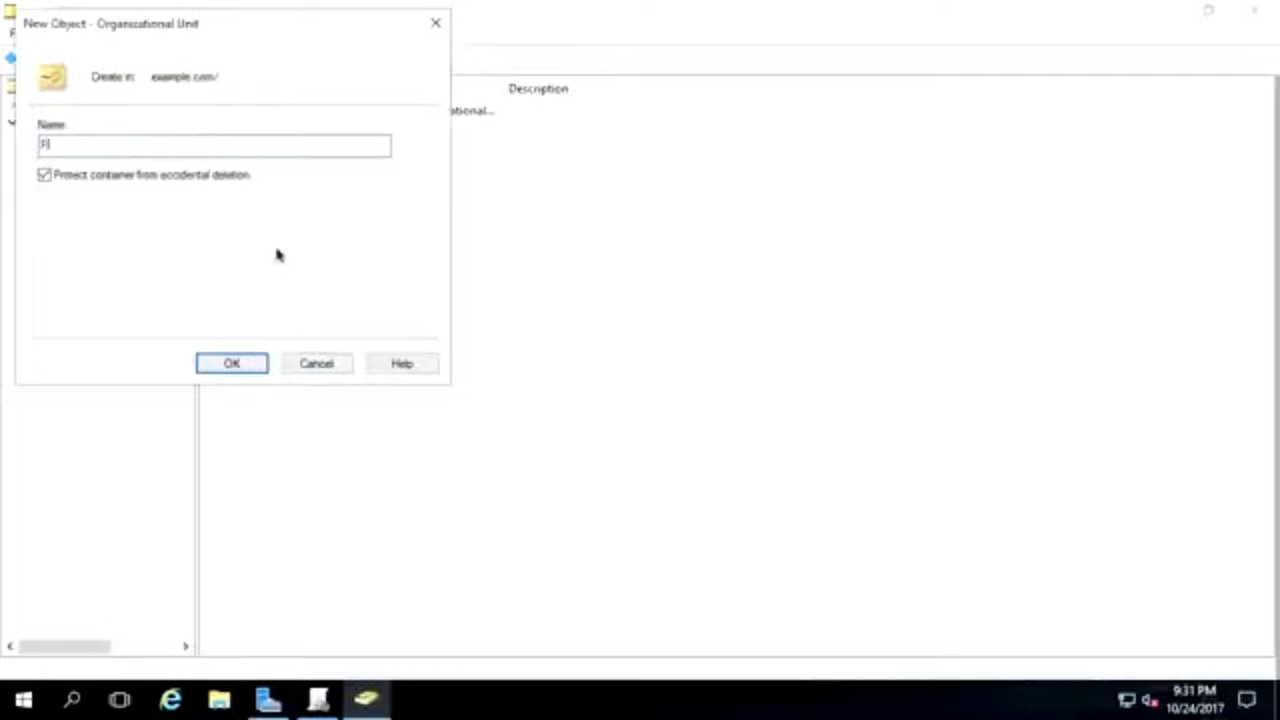 New Object - Organizational Unit
Create in: example.com/
Name
Protect container from accidental deletion
OK
Cancel
Help
Description
ational...
9:31 PM
10/24/2017